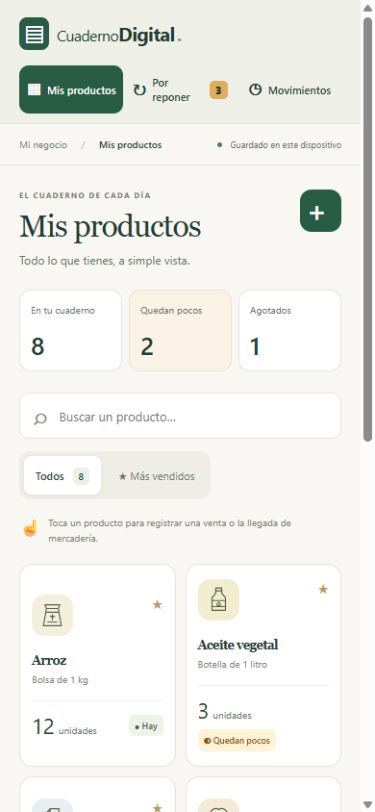 CuadernoDigital.
Mis productos
Por reponer
3
Movimientos
Mi negocio / Mis productos
Guardado en este dispositivo
EL CUADERNO DE CADA DÍA
Mis productos
+
Todo lo que tienes, a simple vista.
En tu cuaderno
8
Quedan pocos
2
Agotados
1
Buscar un producto...
Todos 8
★ Más vendidos
Toca un producto para registrar una venta o la llegada de
mercadería.
Arroz
Bolsa de 1 kg
12 unidades
Hay
Aceite vegetal
Botella de 1 litro
3 unidades
Quedan pocos